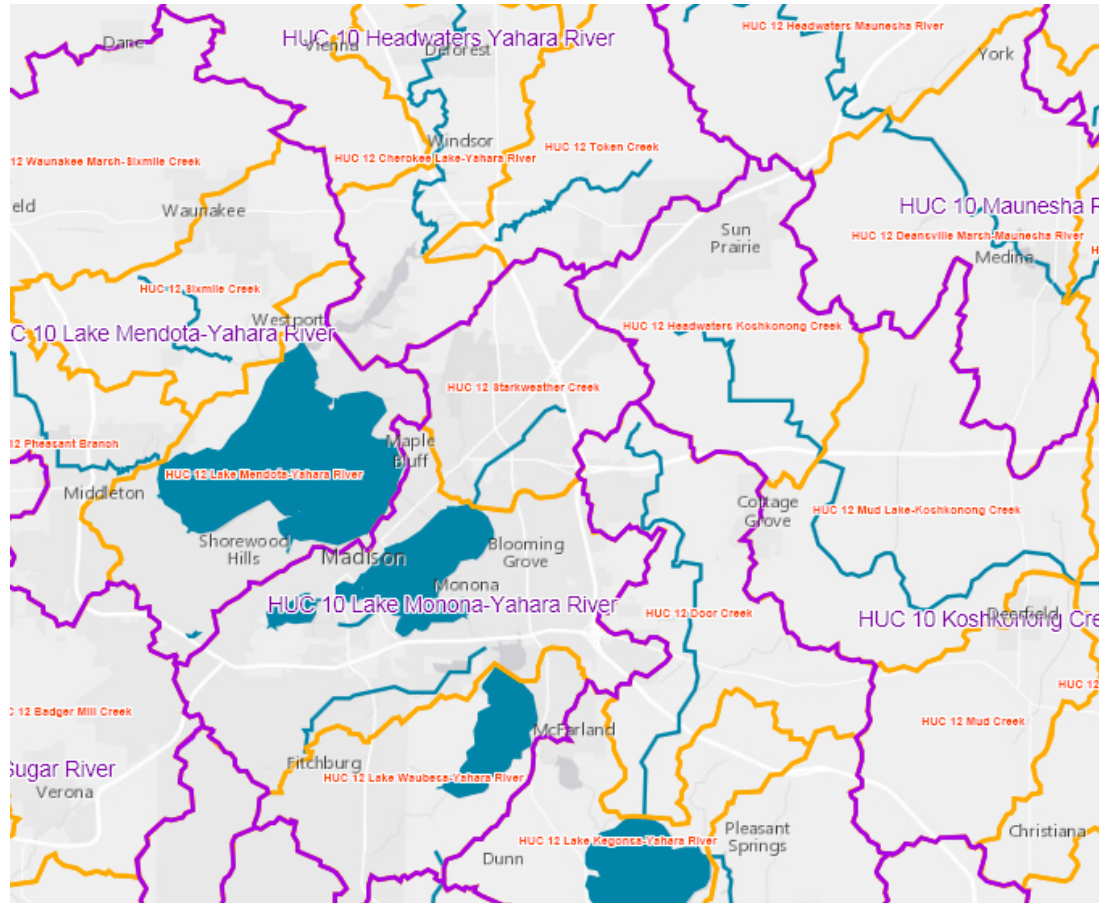 HUC 12 Headwaters Maunesha River
Dane
HUC 10 Headwaters Yahara River
Vienna
Deforest
York
Windsor
12 Waunakee Marsh-Sixmile Creek
HUC 12 Cherokee Lake-Yahara River
HUC 12 Token Creek
eld
Waunakee
HUC 10 Maunesha R
Sun
Prairie
HUC 12 Deansville Marsh-Maunesha River
H
Medina
HUC 12 Sixmile Creek
Westport
C 10 Lake Mendota-Yahara River
HUC 12 Headwaters Koshkonong Creek
HUC 12 Starkweather Creek
12 Pheasant Branch
Maple
Bluff
HUC 12 Lake Mendota-Yahara River
Middleton
Cottage
Grove
HUC 12 Mud Lake-Koshkonong Creek
Shorewood
Hills
Madison
Blooming
Grove
Monona
HUC 10 Lake Monona-Yahara River
HUC 12 Door Creek
Deerfield
HUC 10 Koshkonong Cre
HUC 12
C 12 Badger Mill Creek
HUC 12 Mud Creek
McFarland
Fitchburg
Sugar River
HUC 12 Lake Waubesa-Yahara River
Verona
Pleasant
Springs
Christiana
HUC 12 Lake Kegonsa-Yahara River
Dunn